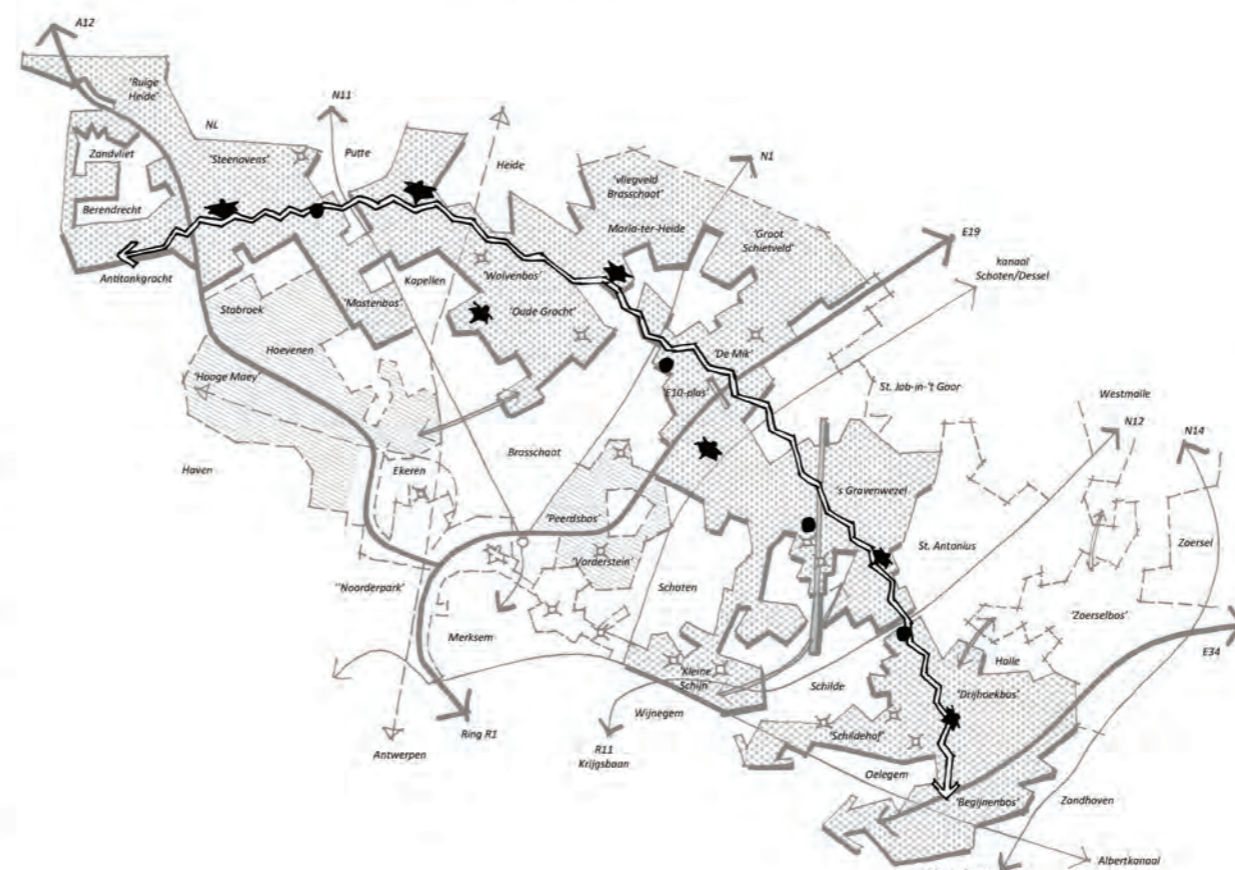 A12
'Ruige
Heide'
N11
NL
Putte
Zandvliet
'Steenovens'
Heide
N1
'vliegveld
Brasschaat'
Berendrecht
Maria-ter-Heide
'Groot
Schietveld'
E19
kanaal
Schoten/Dessel
Antitankgracht
Kapellen
'Wolvenbos'
Stabroek
'Mastenbos'
'Oude Gracht'
Hoevenen
'De Mik'
'Hooge Maey'
'E10-plas'
St. Job-in-'t Goor
Westmalle
N12
N14
Haven
Ekeren
Brasschaat
's Gravenwezel
'Peerdsbos'
St. Antonius
Zoersel
'Vordenstein'
'Noorderpark'
Schoten
'Zoerselbos'
Merksem
Halle
E34
'Kleine
Schijn'
Schilde
'Drijhoekbos'
Wijnegem
'Schildehof'
Antwerpen
Ring R1
R11
Krijgsbaan
Oelegem
'Begijnenbos'
Zandhoven
Albertkanaal